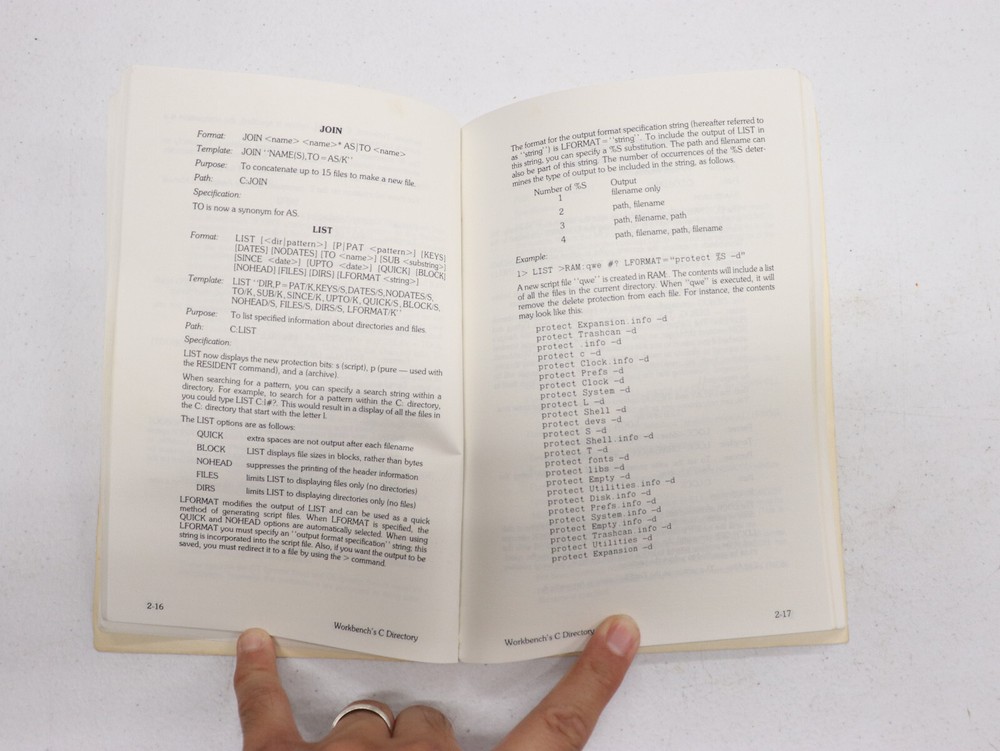 JOIN
Format: JOIN <name> <name>* AS|TO <name>
Template: JOIN "NAME(S),TO=AS/K"
Purpose: To concatenate up to 15 files to make a new file.
Path: C:JOIN
Specification:
TO is now a synonym for AS.
LIST
Format: LIST [<dir|pattern>] [P|PAT <pattern>] [KEYS]
[DATES] [NODATES] [TO <name>] [SUB <substring>]
[SINCE <date>] [UPTO <date>] [QUICK] [BLOCK]
[NOHEAD] [FILES] [DIRS] [LFORMAT <string>]
Template: LIST "DIR,P=PAT/K,KEYS/S,DATES/S,NODATES/S,
TO/K, SUB/K, SINCE/K, UPTO/K, QUICK/S, BLOCK/S,
NOHEAD/S, FILES/S, DIRS/S, LFORMAT/K"
Purpose: To list specified information about directories and files.
Path: C:LIST
Specification:
LIST now displays the new protection bits: s (script), p (pure — used with
the RESIDENT command), and a (archive).
When searching for a pattern, you can specify a search string within a
directory. For example, to search for a pattern within the C: directory,
you could type LIST C:l#?. This would result in a display of all the files in
the C: directory that start with the letter l.
The LIST options are as follows:
QUICK extra spaces are not output after each filename
BLOCK LIST displays file sizes in blocks, rather than bytes
NOHEAD suppresses the printing of the header information
FILES limits LIST to displaying files only (no directories)
DIRS limits LIST to displaying directories only (no files)
LFORMAT modifies the output of LIST and can be used as a quick
method of generating script files. When LFORMAT is specified, the
QUICK and NOHEAD options are automatically selected. When using
LFORMAT you must specify an "output format specification" string; this
string is incorporated into the script file. Also, if you want the output to be
saved, you must redirect it to a file by using the > command.
2-16
Workbench's C Directory
The format for the output format specification string (hereafter referred to
as "string") is LFORMAT="string". To include the output of LIST in
this string, you can specify a %S substitution. The path and filename can
also be part of this string. The number of occurrences of the %S deter-
mines the type of output to be included in the string, as follows.
Number of %S Output
1 filename only
2 path, filename
3 path, filename, path
4 path, filename, path, filename
Example:
1> LIST >RAM:qwe #? LFORMAT="protect %S -d"
A new script file "qwe" is created in RAM:. The contents will include a list
of all the files in the current directory. When "qwe" is executed, it will
remove the delete protection from each file. For instance, the contents
may look like this:
protect Expansion.info -d
protect Trashcan -d
protect .info -d
protect c -d
protect Clock.info -d
protect Prefs -d
protect Clock -d
protect System -d
protect L -d
protect Shell -d
protect devs -d
protect S -d
protect Shell.info -d
protect T -d
protect fonts -d
protect libs -d
protect Empty -d
protect Utilities.info -d
protect Disk.info -d
protect Prefs.info -d
protect System.info -d
protect Empty.info -d
protect Trashcan.info -d
protect Utilities -d
protect Expansion -d
Workbench's C Directory
2-17